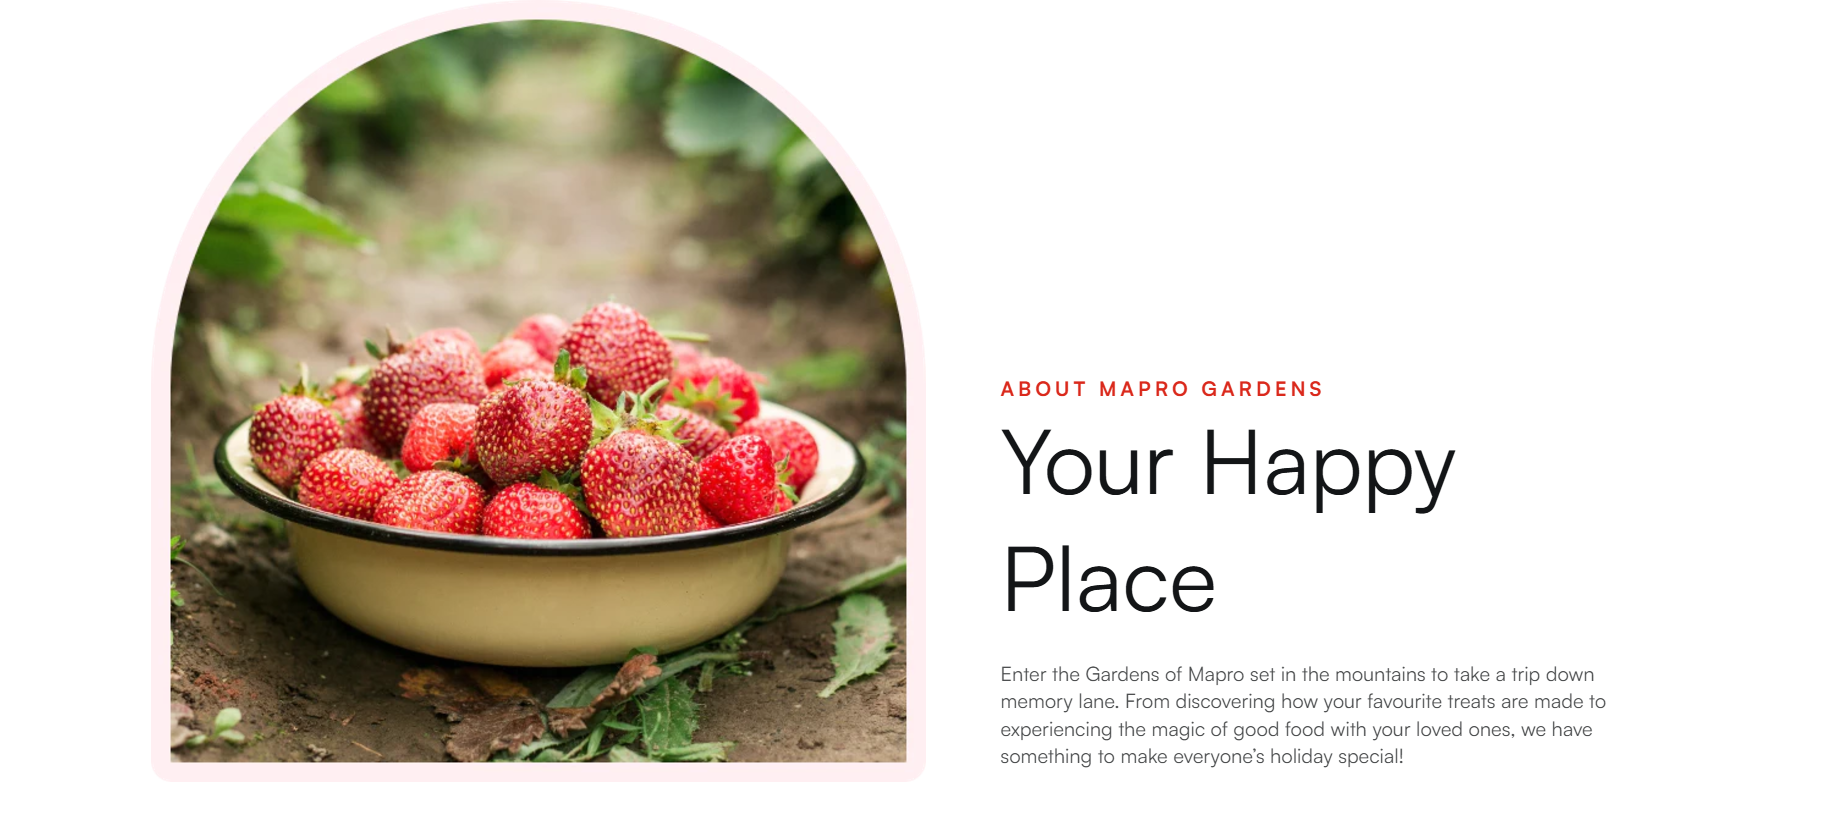 ABOUT MAPRO GARDENS
Your Happy
Place
Enter the Gardens of Mapro set in the mountains to take a trip down
memory lane. From discovering how your favourite treats are made to
experiencing the magic of good food with your loved ones, we have
something to make everyone’s holiday special!